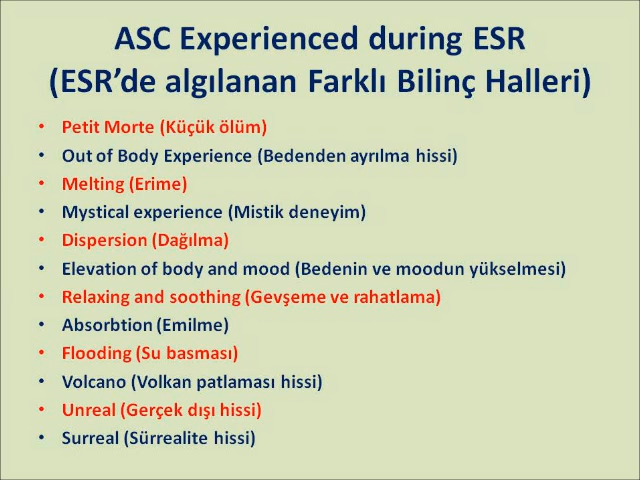 ASC Experienced during ESR
(ESR’de algılanan Farklı Bilinç Halleri)
• Petit Morte (Küçük ölüm)
• Out of Body Experience (Bedenden ayrılma hissi)
• Melting (Erime)
• Mystical experience (Mistik deneyim)
• Dispersion (Dağılma)
• Elevation of body and mood (Bedenin ve moodun yükselmesi)
• Relaxing and soothing (Gevşeme ve rahatlama)
• Absorbtion (Emilme)
• Flooding (Su basması)
• Volcano (Volkan patlaması hissi)
• Unreal (Gerçek dışı hissi)
• Surreal (Sürrealite hissi)